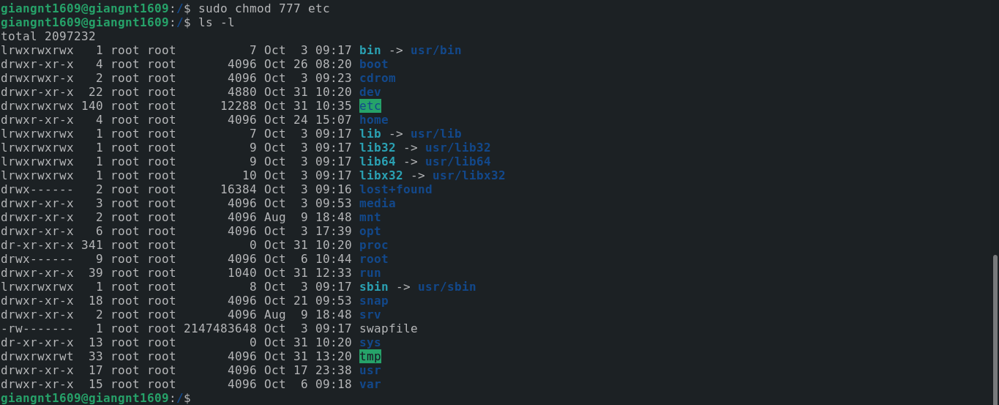 giangnt1609@giangnt1609:/$ sudo chmod 777 etc
giangnt1609@giangnt1609:/$ ls -l
total 2097232
lrwxrwxrwx   1 root root          7 Oct  3 09:17 bin -> usr/bin
drwxr-xr-x   4 root root       4096 Oct 26 08:20 boot
drwxrwxr-x   2 root root       4096 Oct  3 09:23 cdrom
drwxr-xr-x  22 root root       4880 Oct 31 10:20 dev
drwxrwxrwx 140 root root      12288 Oct 31 10:35 etc
drwxr-xr-x   4 root root       4096 Oct 24 15:07 home
lrwxrwxrwx   1 root root          7 Oct  3 09:17 lib -> usr/lib
lrwxrwxrwx   1 root root          9 Oct  3 09:17 lib32 -> usr/lib32
lrwxrwxrwx   1 root root          9 Oct  3 09:17 lib64 -> usr/lib64
lrwxrwxrwx   1 root root         10 Oct  3 09:17 libx32 -> usr/libx32
drwx------   2 root root      16384 Oct  3 09:16 lost+found
drwxr-xr-x   3 root root       4096 Oct  3 09:53 media
drwxr-xr-x   2 root root       4096 Aug  9 18:48 mnt
drwxr-xr-x   6 root root       4096 Oct  3 17:39 opt
dr-xr-xr-x 341 root root          0 Oct 31 10:20 proc
drwx------   9 root root       4096 Oct  6 10:44 root
drwxr-xr-x  39 root root       1040 Oct 31 12:33 run
lrwxrwxrwx   1 root root          8 Oct  3 09:17 sbin -> usr/sbin
drwxr-xr-x  18 root root       4096 Oct 21 09:53 snap
drwxr-xr-x   2 root root       4096 Aug  9 18:48 srv
-rw-------   1 root root 2147483648 Oct  3 09:17 swapfile
dr-xr-xr-x  13 root root          0 Oct 31 10:20 sys
drwxrwxrwt  33 root root       4096 Oct 31 13:20 tmp
drwxr-xr-x  17 root root       4096 Oct 17 23:38 usr
drwxr-xr-x  15 root root       4096 Oct  6 09:18 var
giangnt1609@giangnt1609:/$